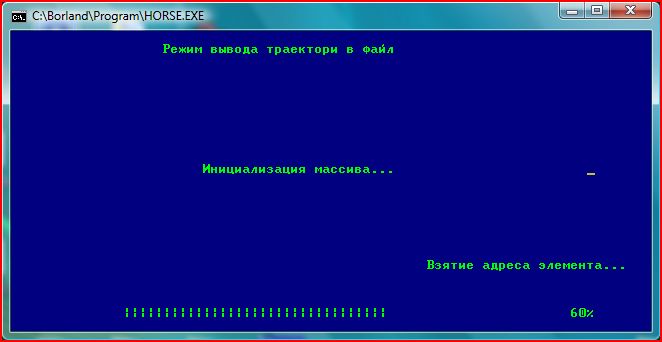 C:\Borland\Program\HORSE.EXE
Режим вывода траектори в файл
Инициализация массива...
Взятие адреса элемента...
60%